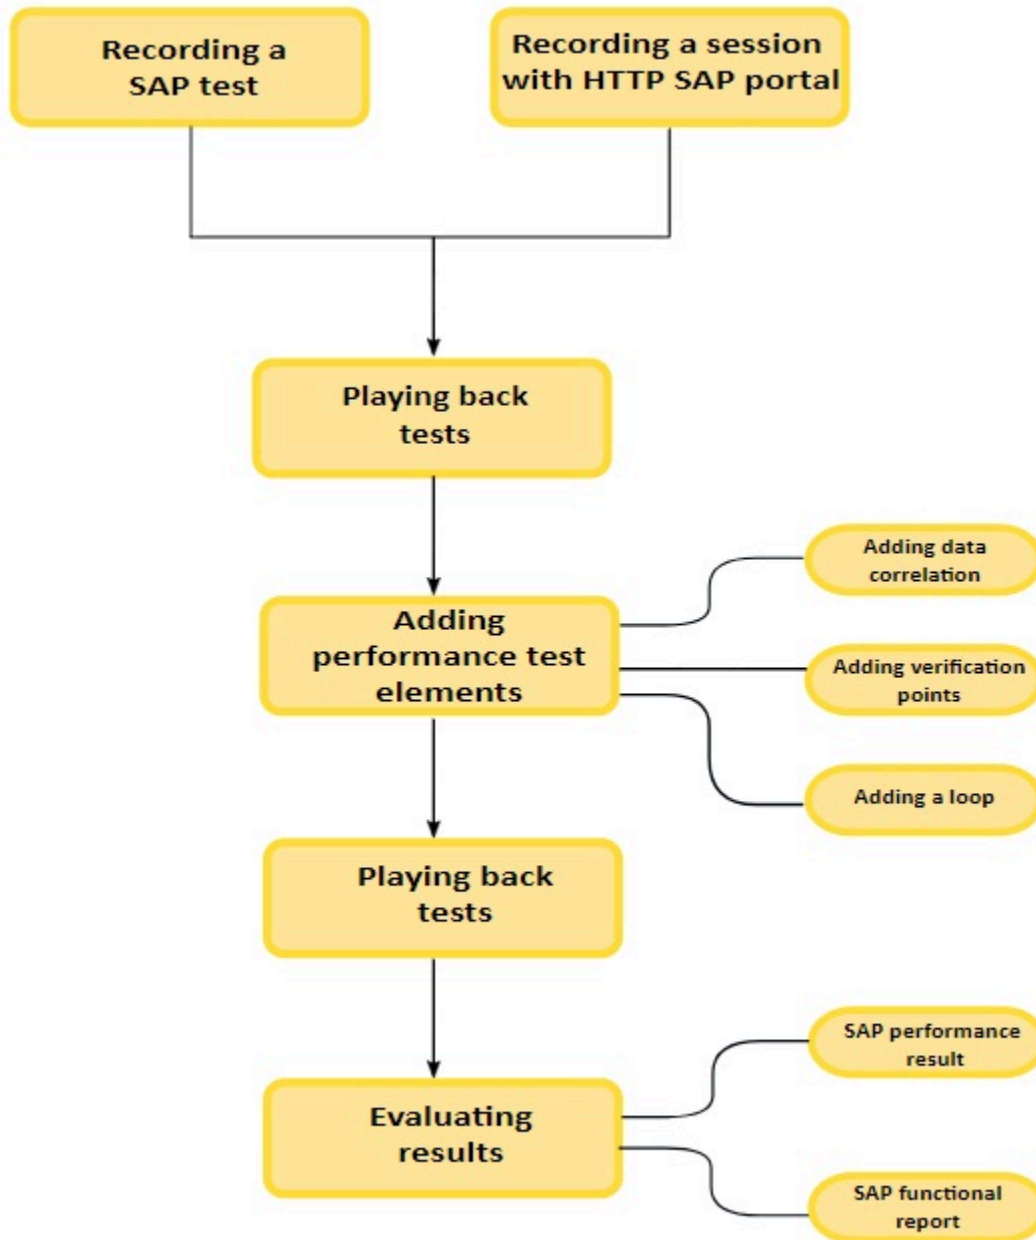 Recording a
SAP test
Recording a session
with HTTP SAP portal
Playing back
tests
Adding
performance test
elements
Adding data
correlation
Adding verification
points
Adding a loop
Playing back
tests
Evaluating
results
SAP performance
result
SAP functional
report